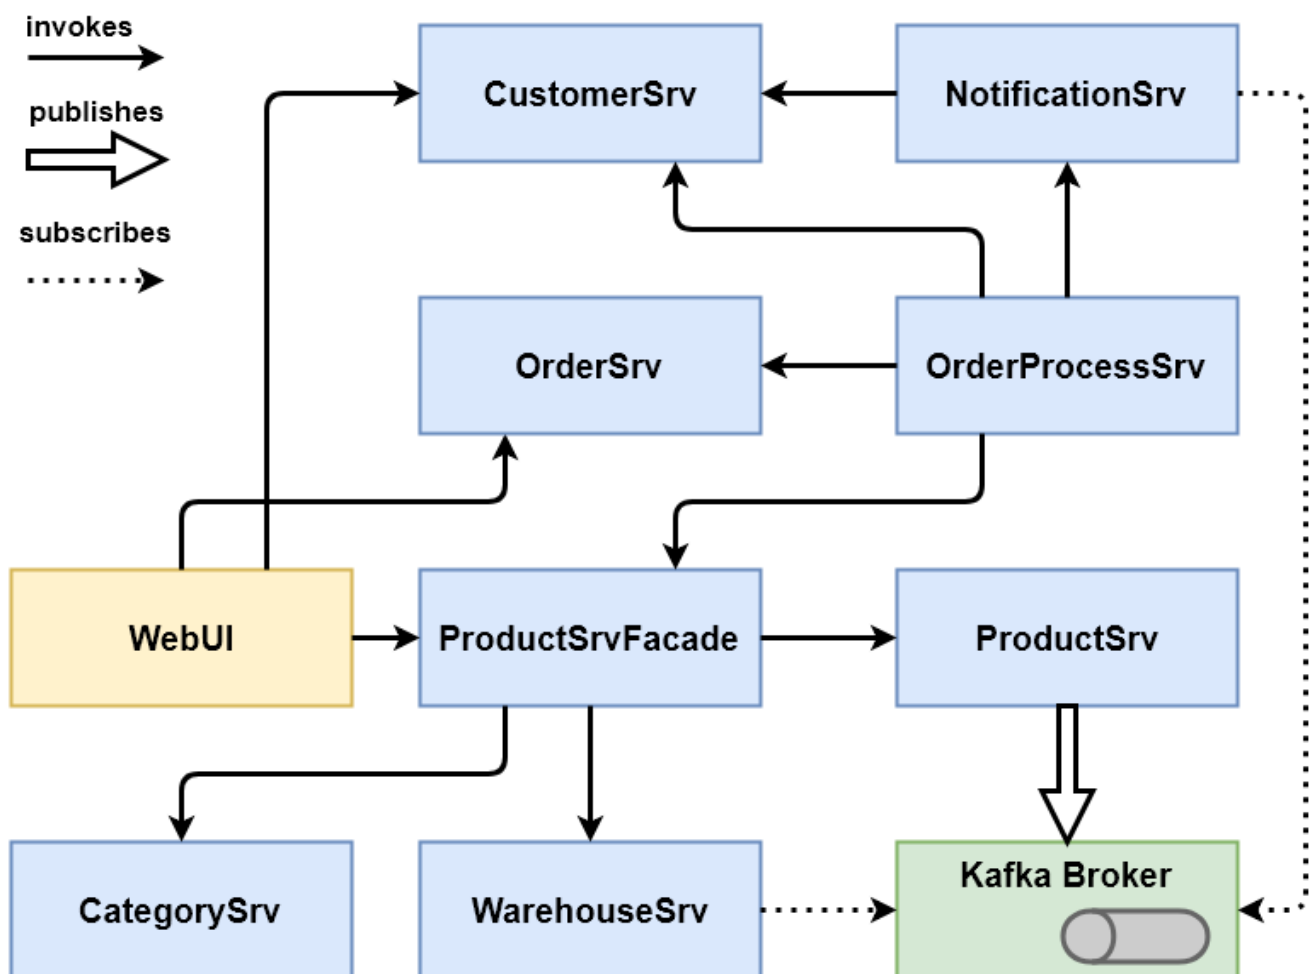 invokes
publishes
subscribes
CustomerSrv
NotificationSrv
OrderSrv
OrderProcessSrv
WebUI
ProductSrvFacade
ProductSrv
CategorySrv
WarehouseSrv
Kafka Broker